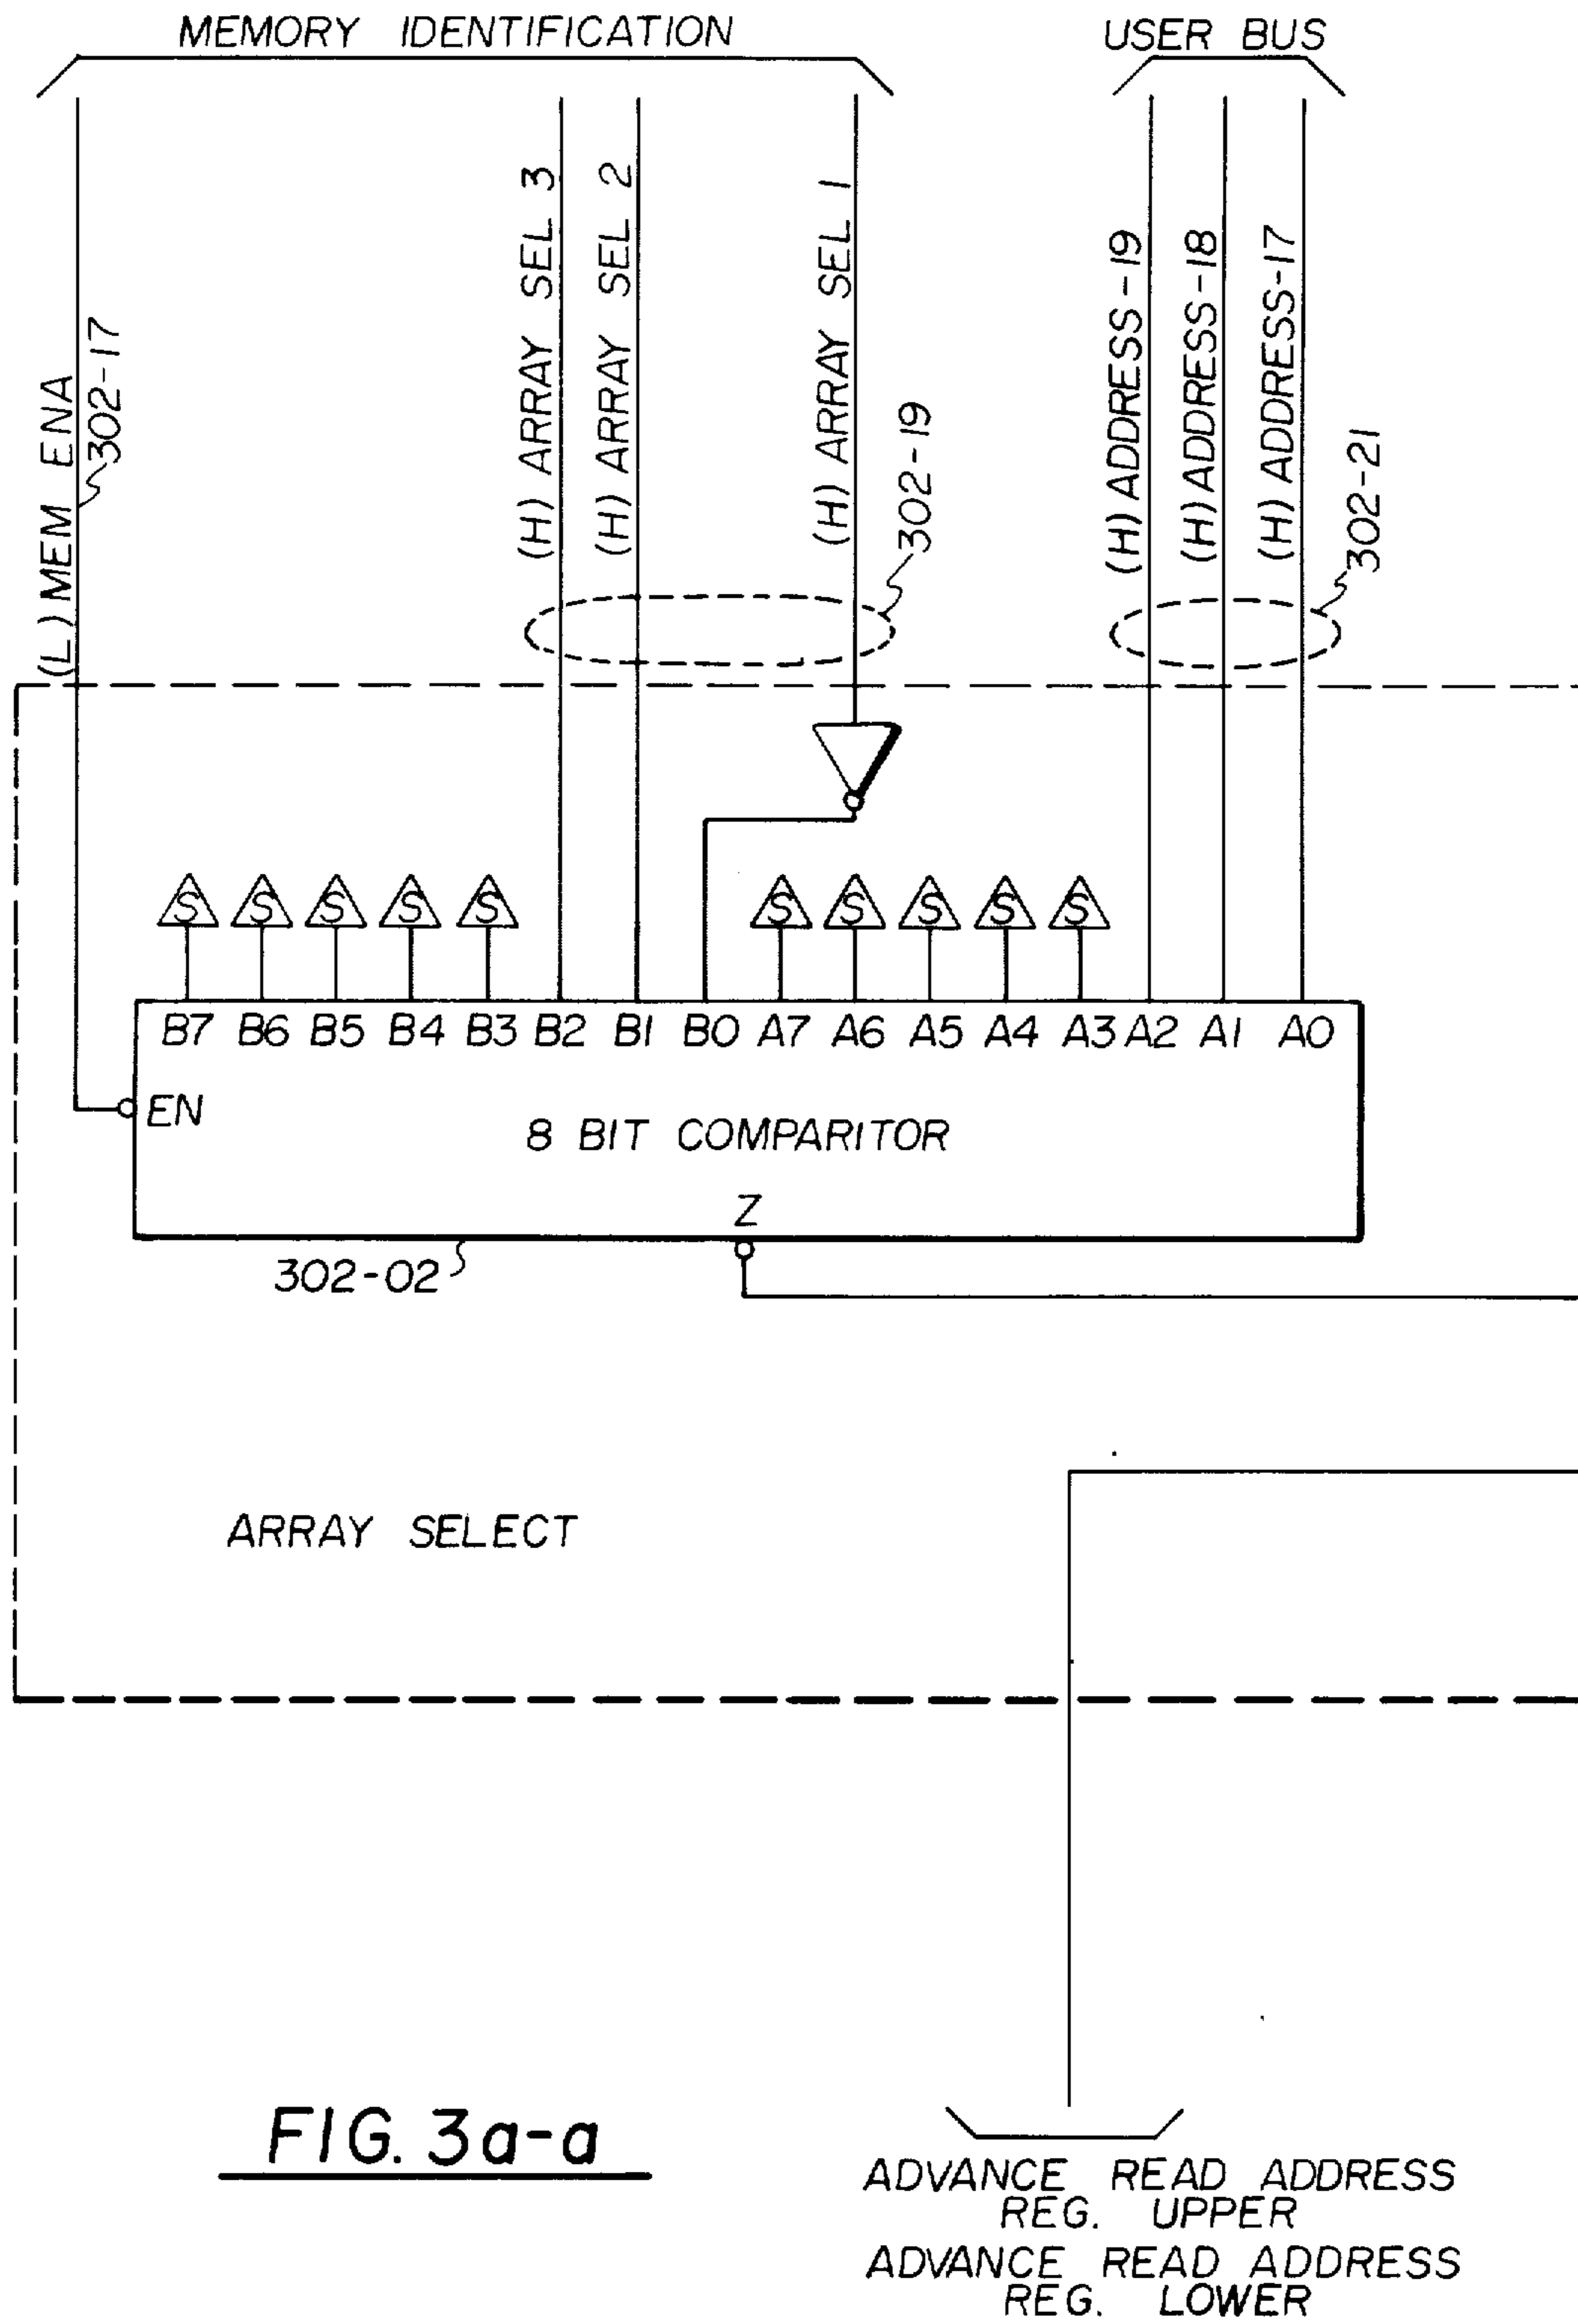 MEMORY IDENTIFICATION
USER BUS
(L) MEM ENA
302-17
(H) ARRAY SEL 3
(H) ARRAY SEL 2
(H) ARRAY SEL 1
302-19
(H) ADDRESS-19
(H) ADDRESS-18
(H) ADDRESS-17
302-21
S S S S S S S S S S
B7 B6 B5 B4 B3 B2 B1 B0 A7 A6 A5 A4 A3 A2 A1 A0
EN
8 BIT COMPARITOR
Z
302-02
ARRAY SELECT
FIG. 3a-a
ADVANCE READ ADDRESS
REG. UPPER
ADVANCE READ ADDRESS
REG. LOWER